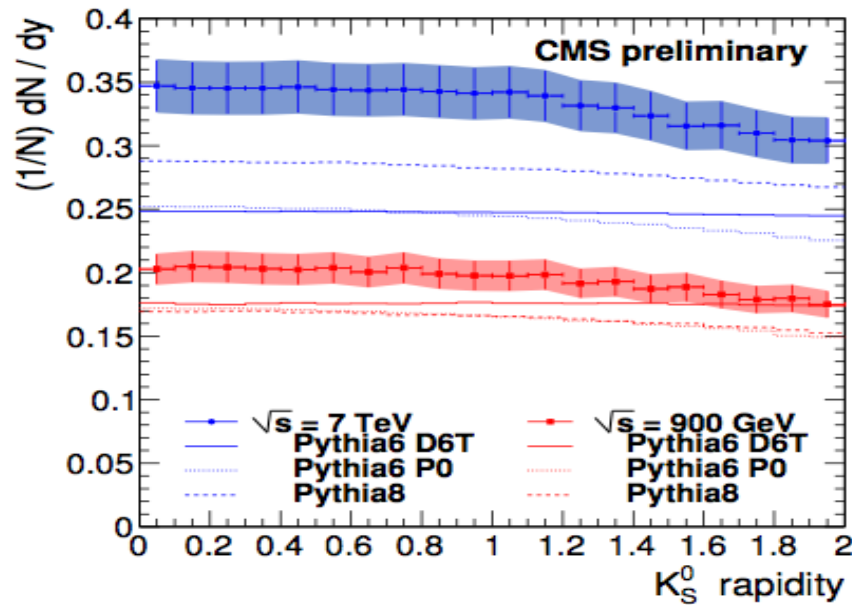 CMS preliminary
(1/N) dN / dy
0.4
0.35
0.3
0.25
0.2
0.15
0.1
0.05
0
√s = 7 TeV
Pythia6 D6T
Pythia6 P0
Pythia8
√s = 900 GeV
Pythia6 D6T
Pythia6 P0
Pythia8
0 0.2 0.4 0.6 0.8 1 1.2 1.4 1.6 1.8 2
K⁰_S rapidity